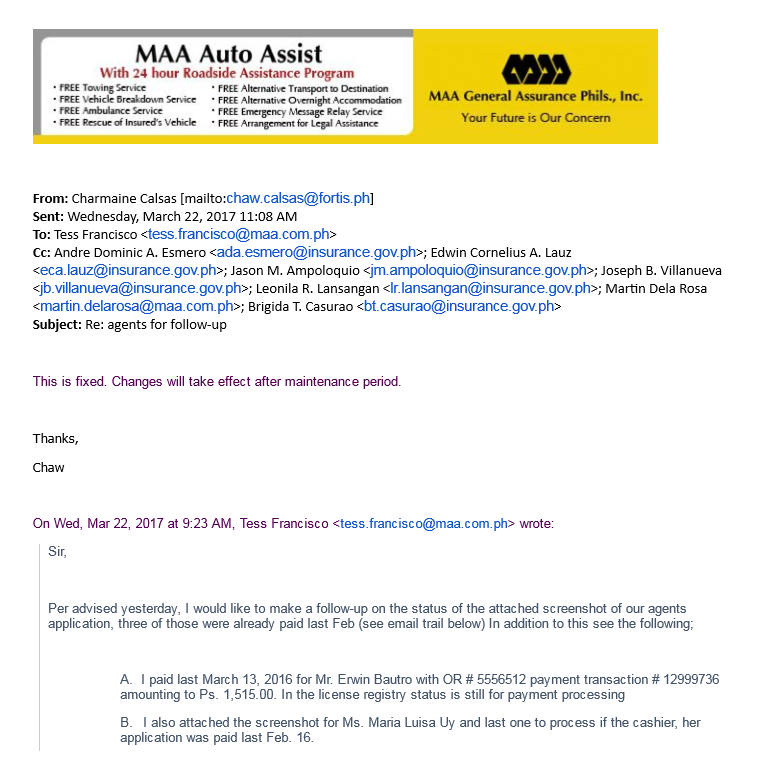 MAA Auto Assist
With 24 hour Roadside Assistance Program
• FREE Towing Service
• FREE Vehicle Breakdown Service
• FREE Ambulance Service
• FREE Rescue of Insured's Vehicle
• FREE Alternative Transport to Destination
• FREE Alternative Overnight Accommodation
• FREE Emergency Message Relay Service
• FREE Arrangement for Legal Assistance
MAA General Assurance Phils., Inc.
Your Future is Our Concern
From: Charmaine Calsas [mailto:chaw.calsas@fortis.ph]
Sent: Wednesday, March 22, 2017 11:08 AM
To: Tess Francisco <tess.francisco@maa.com.ph>
Cc: Andre Dominic A. Esmero <ada.esmero@insurance.gov.ph>; Edwin Cornelius A. Lauz
<eca.lauz@insurance.gov.ph>; Jason M. Ampoloquio <jm.ampoloquio@insurance.gov.ph>; Joseph B. Villanueva
<jb.villanueva@insurance.gov.ph>; Leonila R. Lansangan <lr.lansangan@insurance.gov.ph>; Martin Dela Rosa
<martin.delarosa@maa.com.ph>; Brigida T. Casurao <bt.casurao@insurance.gov.ph>
Subject: Re: agents for follow-up
This is fixed. Changes will take effect after maintenance period.
Thanks,
Chaw
On Wed, Mar 22, 2017 at 9:23 AM, Tess Francisco <tess.francisco@maa.com.ph> wrote:
Sir,
Per advised yesterday, I would like to make a follow-up on the status of the attached screenshot of our agents
application, three of those were already paid last Feb (see email trail below) In addition to this see the following;
A. I paid last March 13, 2016 for Mr. Erwin Bautro with OR # 5556512 payment transaction # 12999736
amounting to Ps. 1,515.00. In the license registry status is still for payment processing
B. I also attached the screenshot for Ms. Maria Luisa Uy and last one to process if the cashier, her
application was paid last Feb. 16.